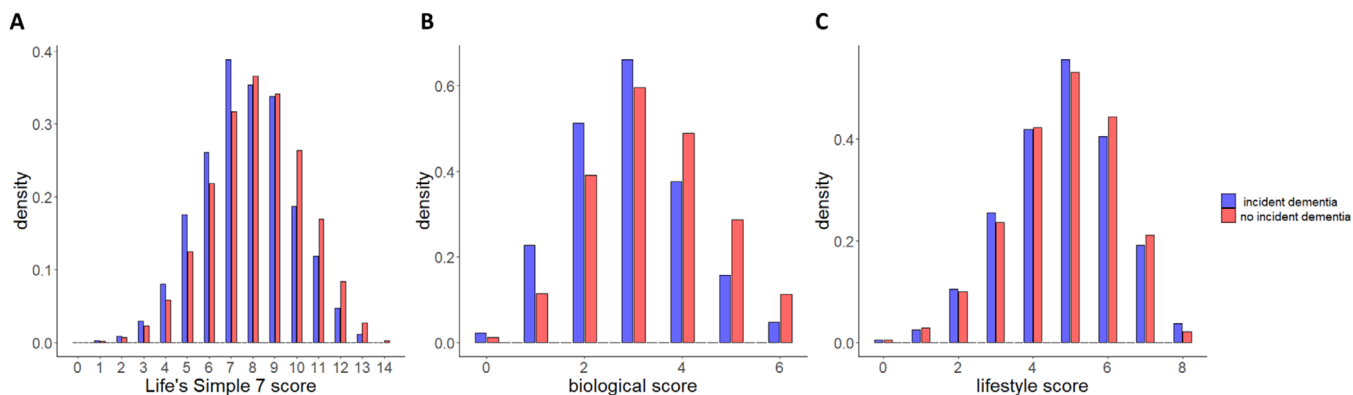 A
density
0.4
0.3
0.2
0.1
0.0
0 1 2 3 4 5 6 7 8 9 10 11 12 13 14
Life's Simple 7 score
B
density
0.6
0.4
0.2
0.0
0 2 4 6
biological score
C
density
0.4
0.2
0.0
0 2 4 6 8
lifestyle score
incident dementia
no incident dementia